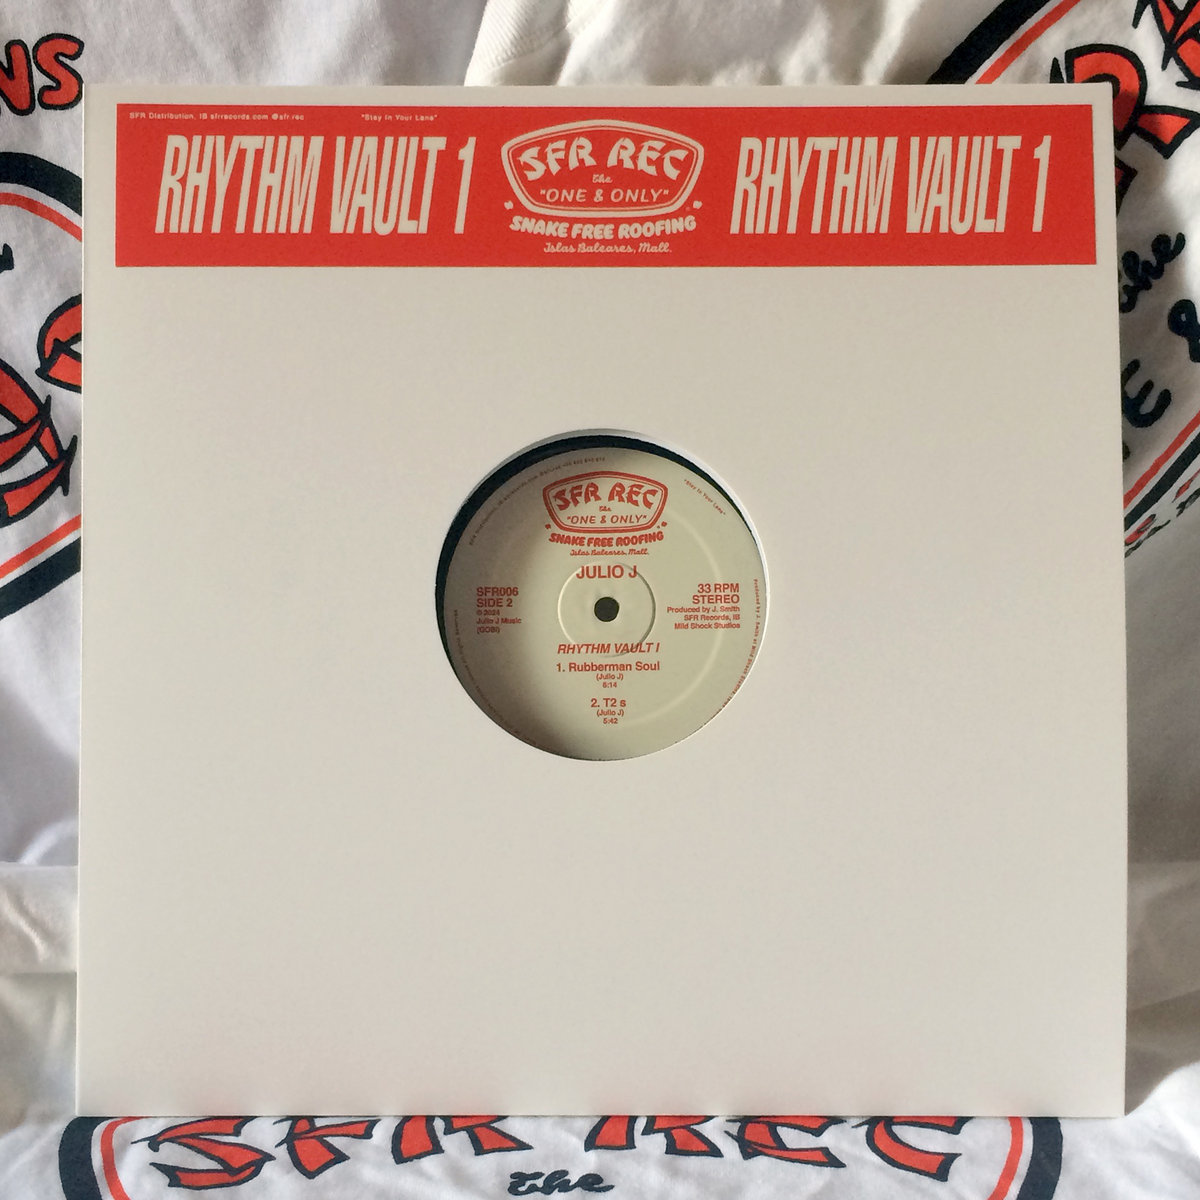 SFR Distribution, IB sfrrecords.com @sfr.rec
"Stay In Your Lane"
RHYTHM VAULT 1
SFR REC
the
"ONE & ONLY"
SNAKE FREE ROOFING
Islas Baleares, Mall.
RHYTHM VAULT 1
"Stay In Your Lane"
SFR REC
the
"ONE & ONLY"
SNAKE FREE ROOFING
Islas Baleares, Mall.
JULIO J
SFR006
SIDE 2
℗ 2024
Julio J Music
(GOBI)
33 RPM
STEREO
Produced by J. Smith
SFR Records, IB
Mild Shock Studios
RHYTHM VAULT I
1. Rubberman Soul
(Julio J)
6:14
2. T2 s
(Julio J)
5:42
NS
the
&
SFR REC
the